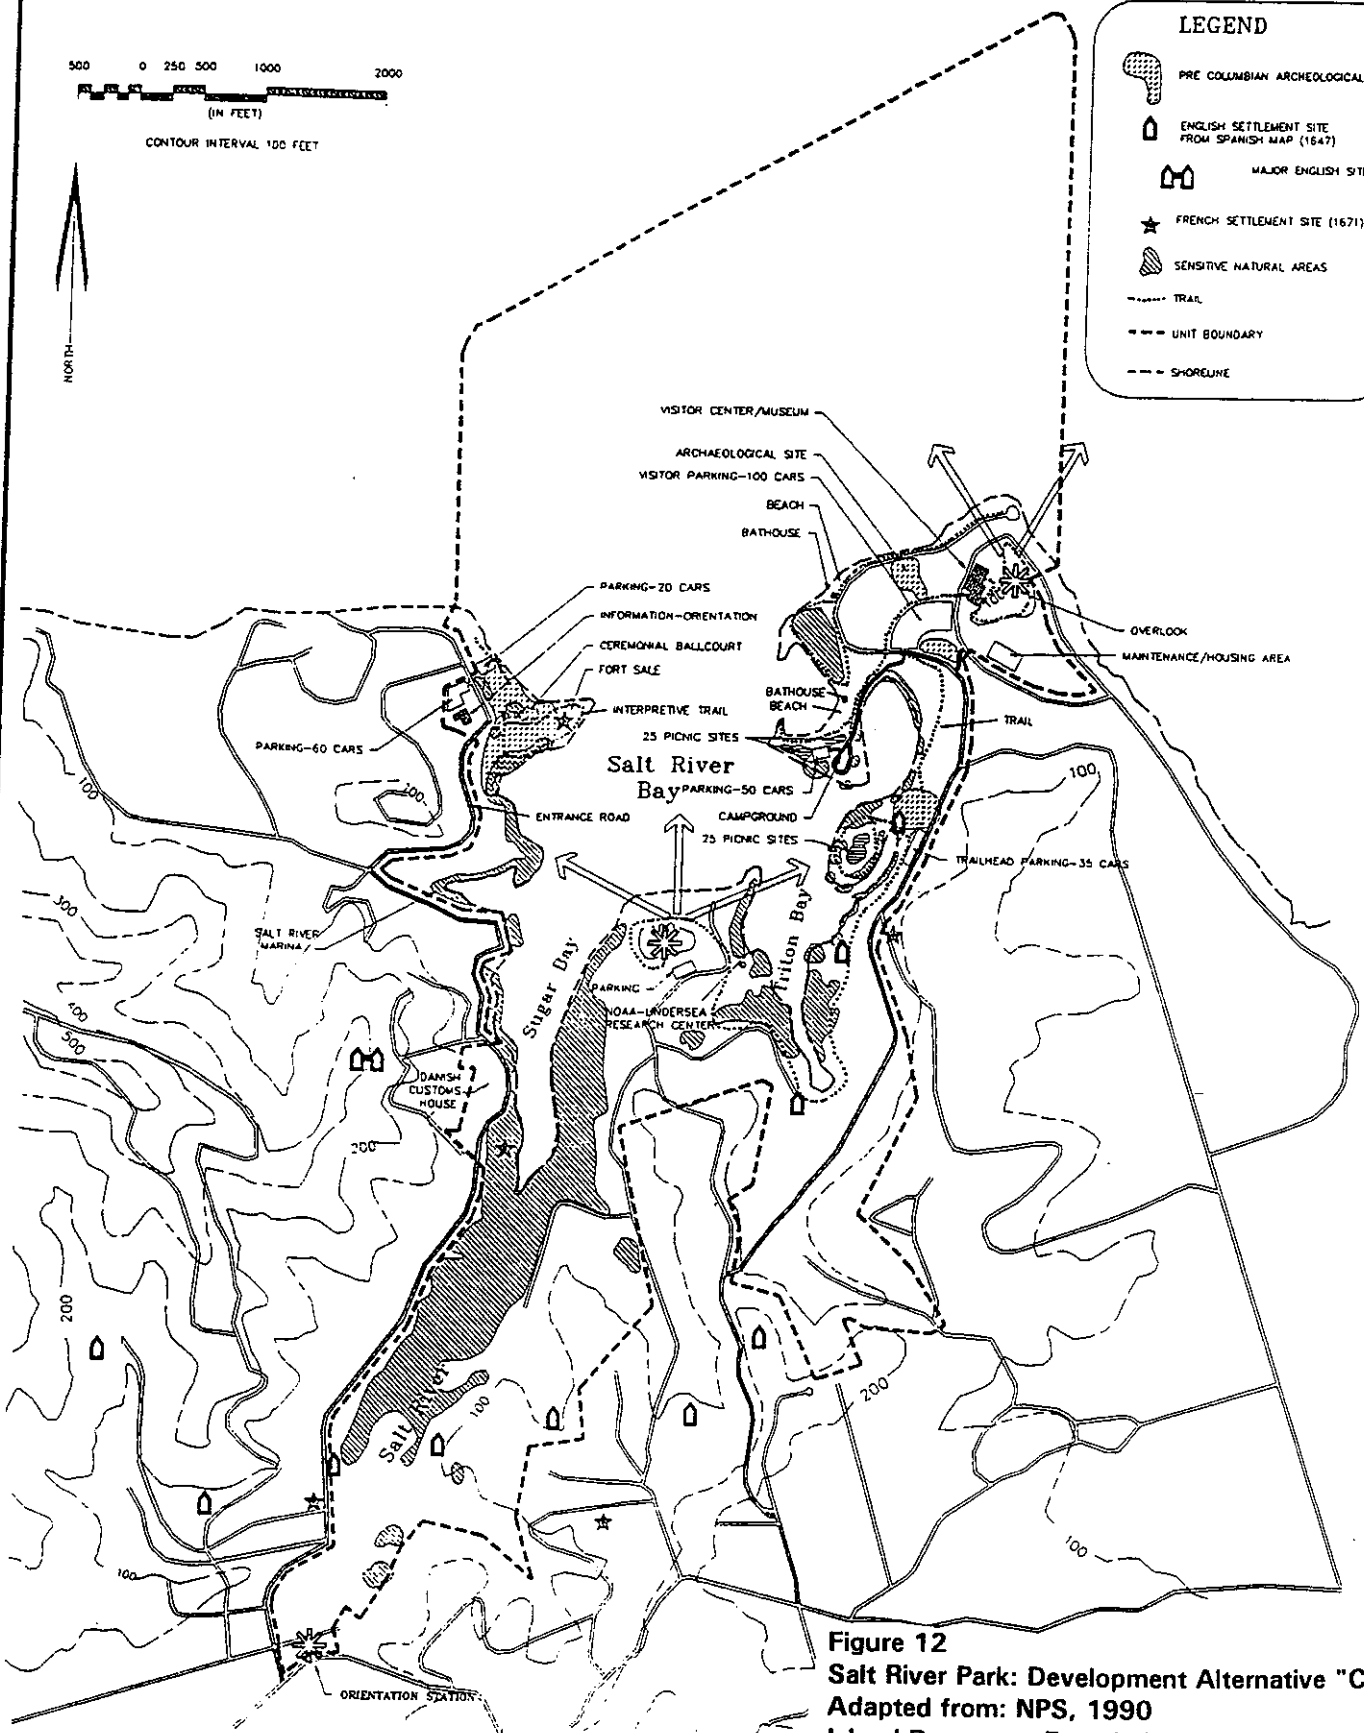 500 0 250 500 1000 2000
(IN FEET)
CONTOUR INTERVAL 100 FEET
NORTH
LEGEND
PRE COLUMBIAN ARCHEOLOGICAL
ENGLISH SETTLEMENT SITE
FROM SPANISH MAP (1647)
MAJOR ENGLISH SITE
FRENCH SETTLEMENT SITE (1671)
SENSITIVE NATURAL AREAS
TRAIL
UNIT BOUNDARY
SHORELINE
VISITOR CENTER/MUSEUM
ARCHAEOLOGICAL SITE
VISITOR PARKING-100 CARS
BEACH
BATHOUSE
PARKING-20 CARS
INFORMATION-ORIENTATION
CEREMONIAL BALLCOURT
FORT SALE
INTERPRETIVE TRAIL
PARKING-60 CARS
OVERLOOK
MAINTENANCE/HOUSING AREA
BATHOUSE
BEACH
TRAIL
25 PICNIC SITES
Salt River
Bay
PARKING-50 CARS
CAMPGROUND
25 PICNIC SITES
TRAILHEAD PARKING-35 CARS
ENTRANCE ROAD
100
100
100
300
SALT RIVER
MARINA
Sugar Bay
Triton Bay
PARKING
NOAA-UNDERSEA
RESEARCH CENTER
400
500
DANISH
CUSTOMS
HOUSE
200
200
200
100
Salt River
100
100
ORIENTATION STATION
Figure 12
Salt River Park: Development Alternative "C
Adapted from: NPS, 1990